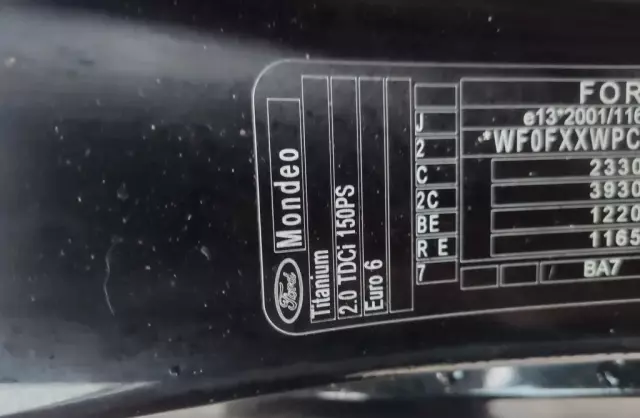 Ford
Mondeo
Titanium
2.0 TDCi 150PS
Euro 6
J
2
C
2C
BE
R E
7
FOR
e13*2001/116
*WF0FXXWPC
2330
3930
1220
1165
BA7